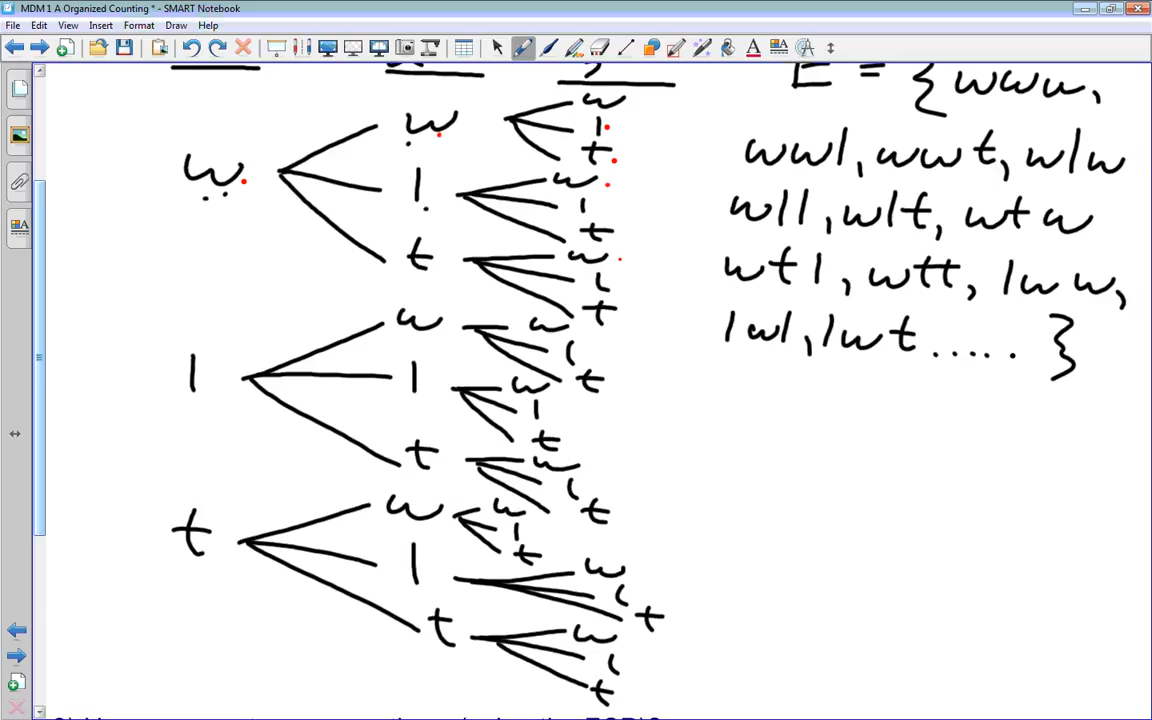 MDM 1 A Organized Counting * - SMART Notebook
File Edit View Insert Format Draw Help
E = { wwω,
wwl, wwt, wlw
wll, wlt, wtw
wtl, wtt, lww,
lwl, lwt ..... }
w
w
w
l
t
l
w
l
t
t
w
l
t
l
w
w
l
t
l
w
l
t
t
w
l
t
t
w
w
l
t
l
w
l
t
t
w
l
t